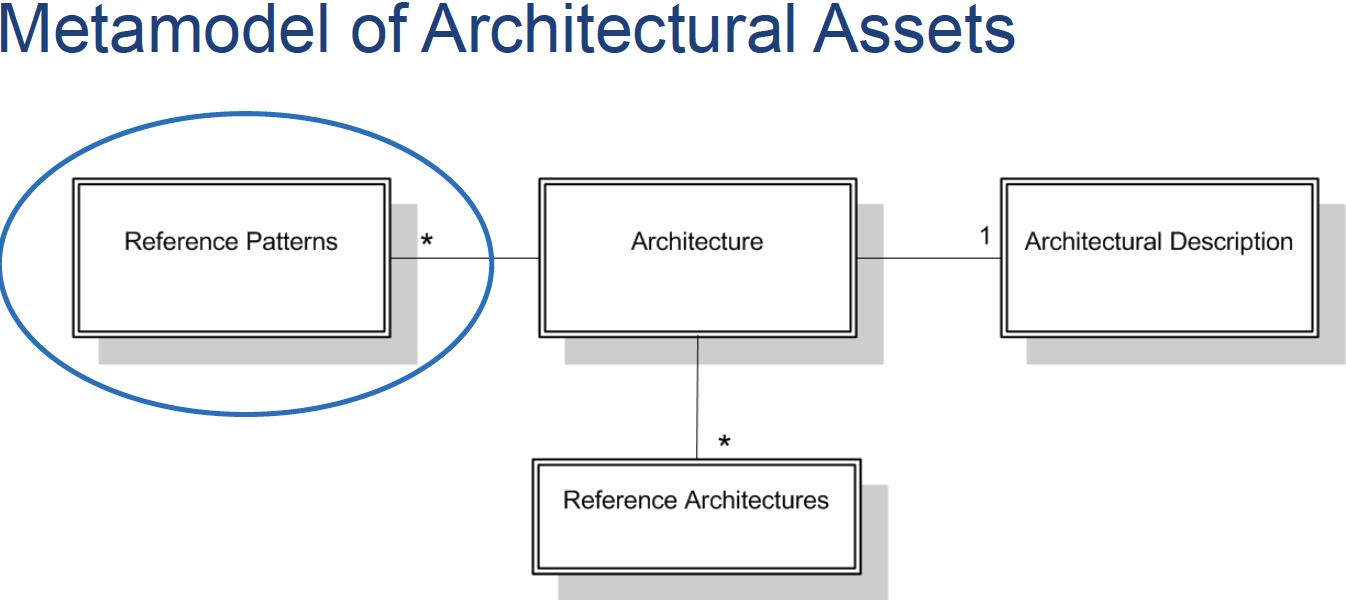 Metamodel of Architectural Assets
Reference Patterns
*
Architecture
1
Architectural Description
*
Reference Architectures